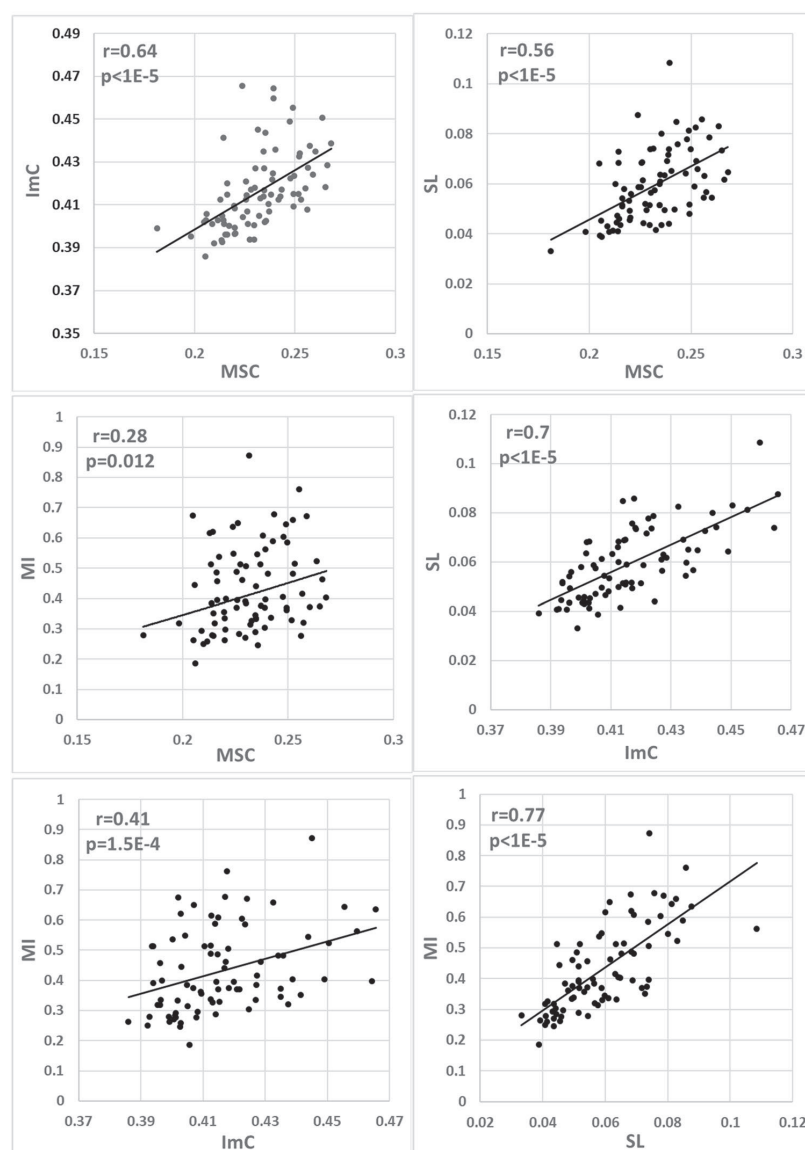 r=0.64
p<1E-5
0.49
0.47
0.45
0.43
0.41
0.39
0.37
0.35
ImC
0.15 0.2 0.25 0.3
MSC
r=0.56
p<1E-5
0.12
0.1
0.08
0.06
0.04
0.02
0
SL
0.15 0.2 0.25 0.3
MSC
r=0.28
p=0.012
1
0.9
0.8
0.7
0.6
0.5
0.4
0.3
0.2
0.1
0
MI
0.15 0.2 0.25 0.3
MSC
r=0.7
p<1E-5
0.12
0.1
0.08
0.06
0.04
0.02
0
SL
0.37 0.39 0.41 0.43 0.45 0.47
ImC
r=0.41
p=1.5E-4
1
0.9
0.8
0.7
0.6
0.5
0.4
0.3
0.2
0.1
0
MI
0.37 0.39 0.41 0.43 0.45 0.47
ImC
r=0.77
p<1E-5
1
0.9
0.8
0.7
0.6
0.5
0.4
0.3
0.2
0.1
0
MI
0.02 0.04 0.06 0.08 0.1 0.12
SL